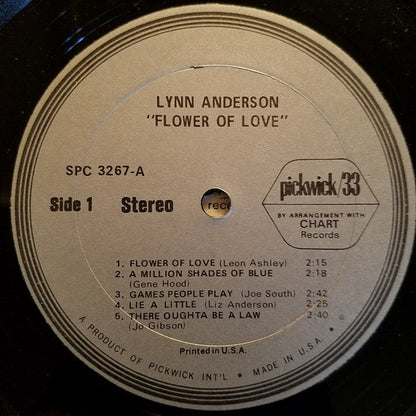 LYNN ANDERSON
"FLOWER OF LOVE"
SPC 3267-A
Side 1 Stereo
rec
pickwick/33
BY ARRANGEMENT WITH
CHART
Records
1. FLOWER OF LOVE (Leon Ashley) 2:15
2. A MILLION SHADES OF BLUE 2:18
(Gene Hood)
3. GAMES PEOPLE PLAY (Joe South) 2:42
4. LIE A LITTLE (Liz Anderson) 2:25
5. THERE OUGHTA BE A LAW 2:40
(Jo Gibson)
Printed in U.S.A.
A PRODUCT OF PICKWICK INT'L • MADE IN U.S.A.